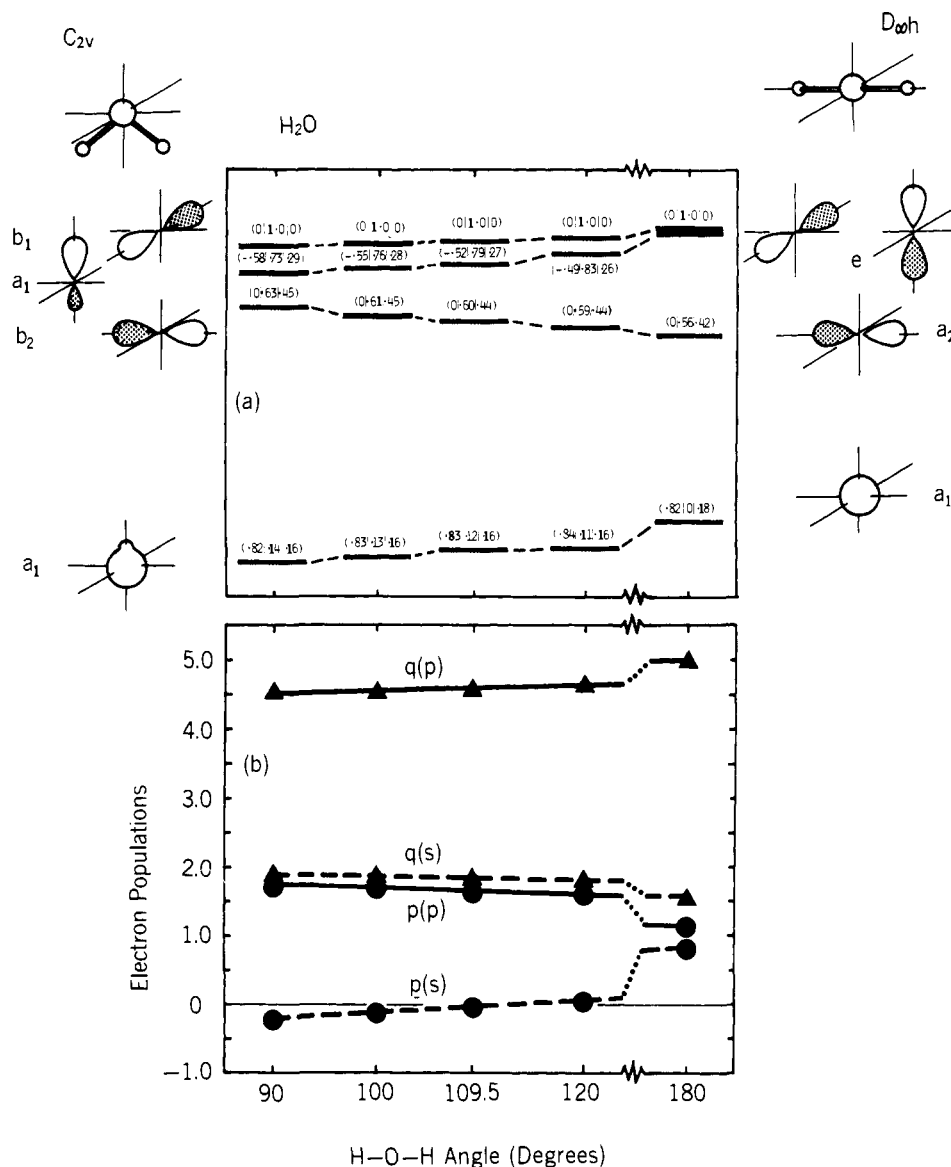 C2v
D∞h
H2O
b1
(0|1·0|0) (0|1·0|0) (0|1·0|0) (0|1·0|0) (0|1·0|0)
a1
(-·58|·73|·29) (-·55|·76|·28) (-·52|·79|·27) (-·49|·83|·26)
e
b2
(0|·63|·45) (0|·61|·45) (0|·60|·44) (0|·59|·44) (0|·56|·42)
a2
(a)
a1
(·82|·14|·16) (·83|·13|·16) (·83|·12|·16) (·84|·11|·16) (·82|0|·18)
a1
5.0
q(p)
4.5
(b)
3.0
q(s)
2.0
p(p)
1.0
p(s)
0
-1.0
Electron Populations
90 100 109.5 120 180
H-O-H Angle (Degrees)